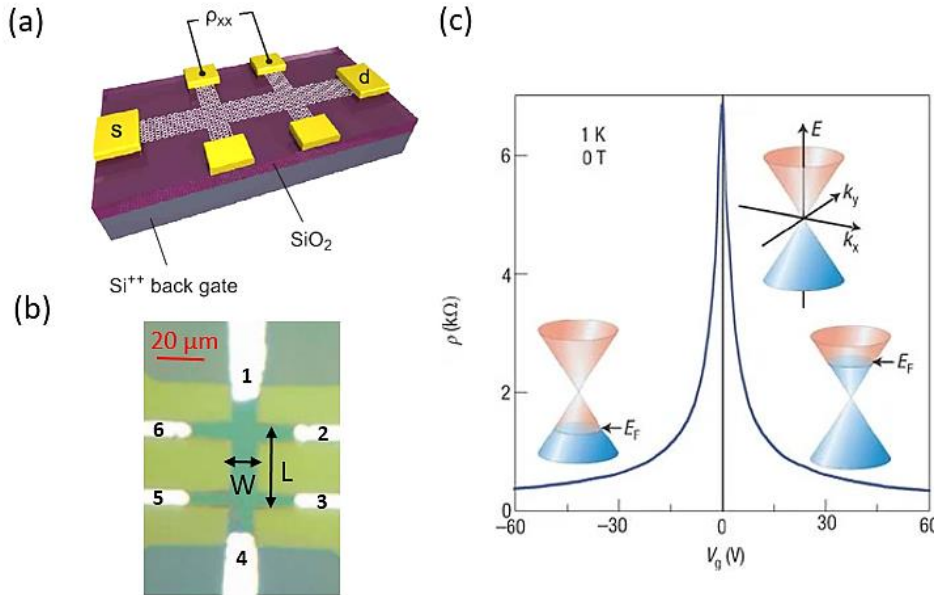 (a)
ρxx
S
d
SiO2
Si++ back gate
(b)
20 μm
1
6
2
W
L
5
3
4
(c)
1 K
0 T
E
ky
kx
EF
EF
ρ (kΩ)
6
4
2
0
−60
−30
0
30
60
Vg (V)